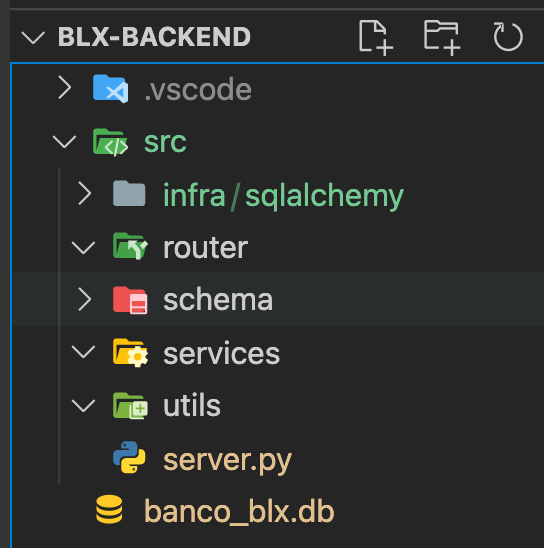 BLX-BACKEND
.vscode
src
infra/sqlalchemy
router
schema
services
utils
server.py
banco_blx.db